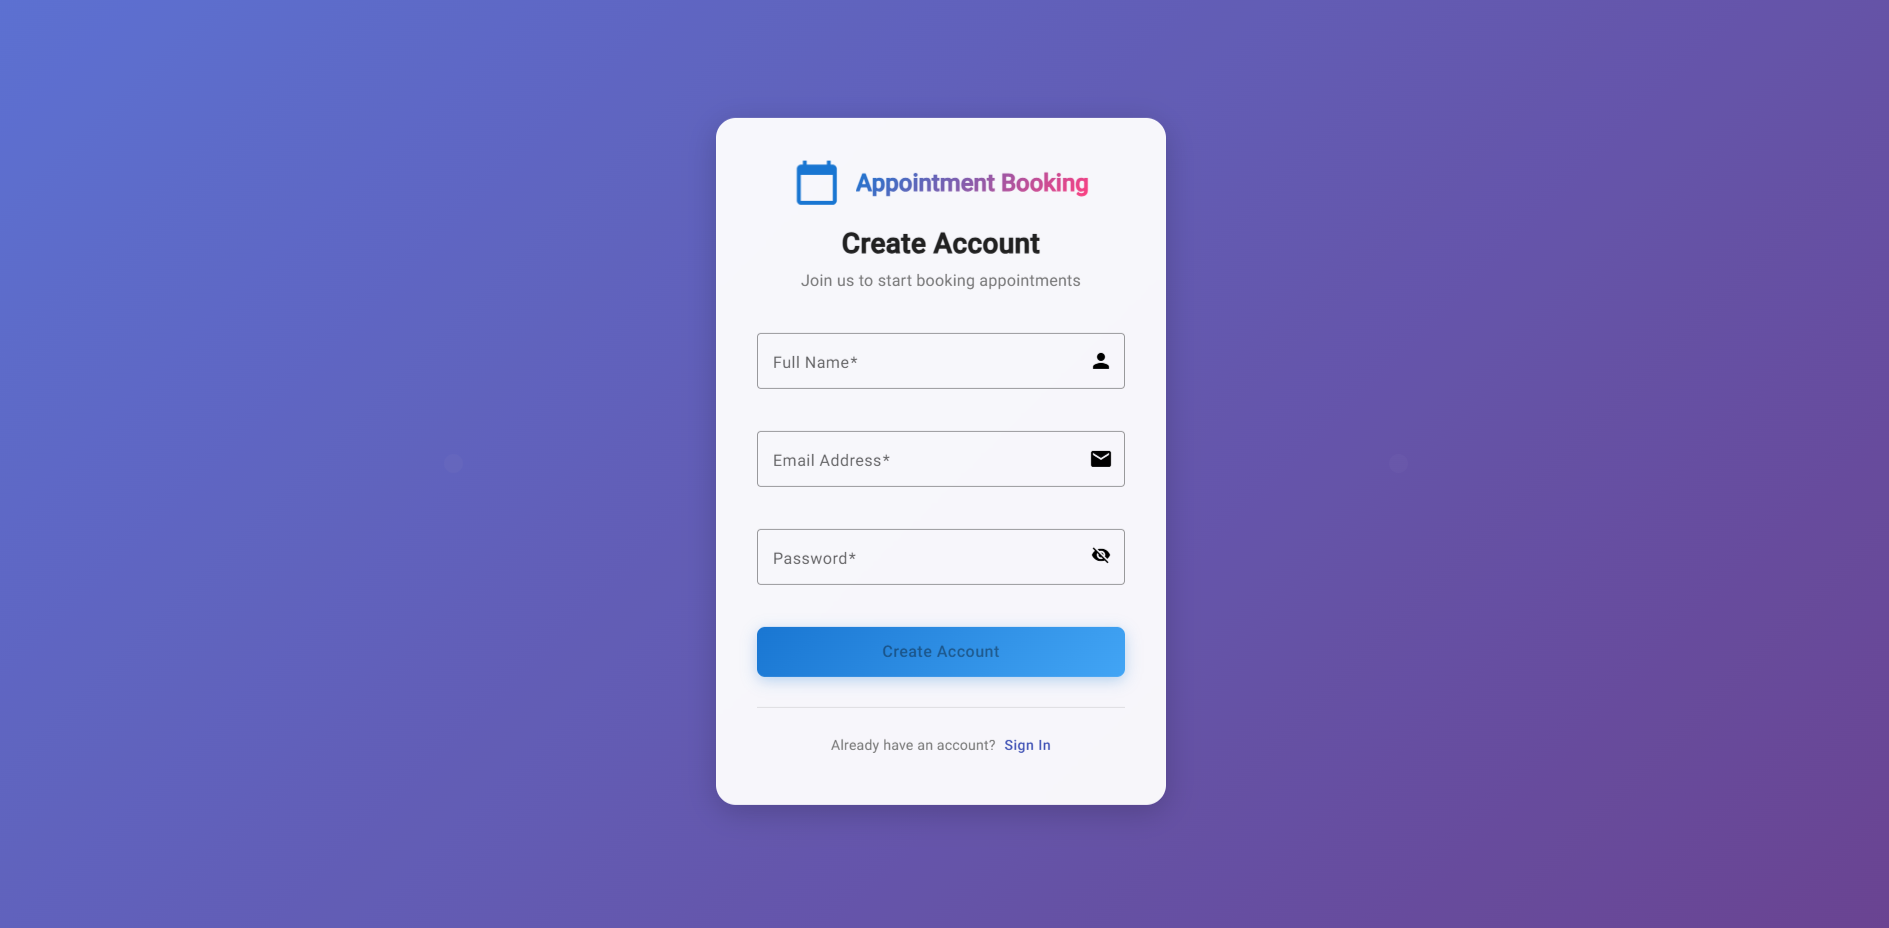 Appointment Booking
Create Account
Join us to start booking appointments
Full Name*
Email Address*
Password*
Create Account
Already have an account? Sign In